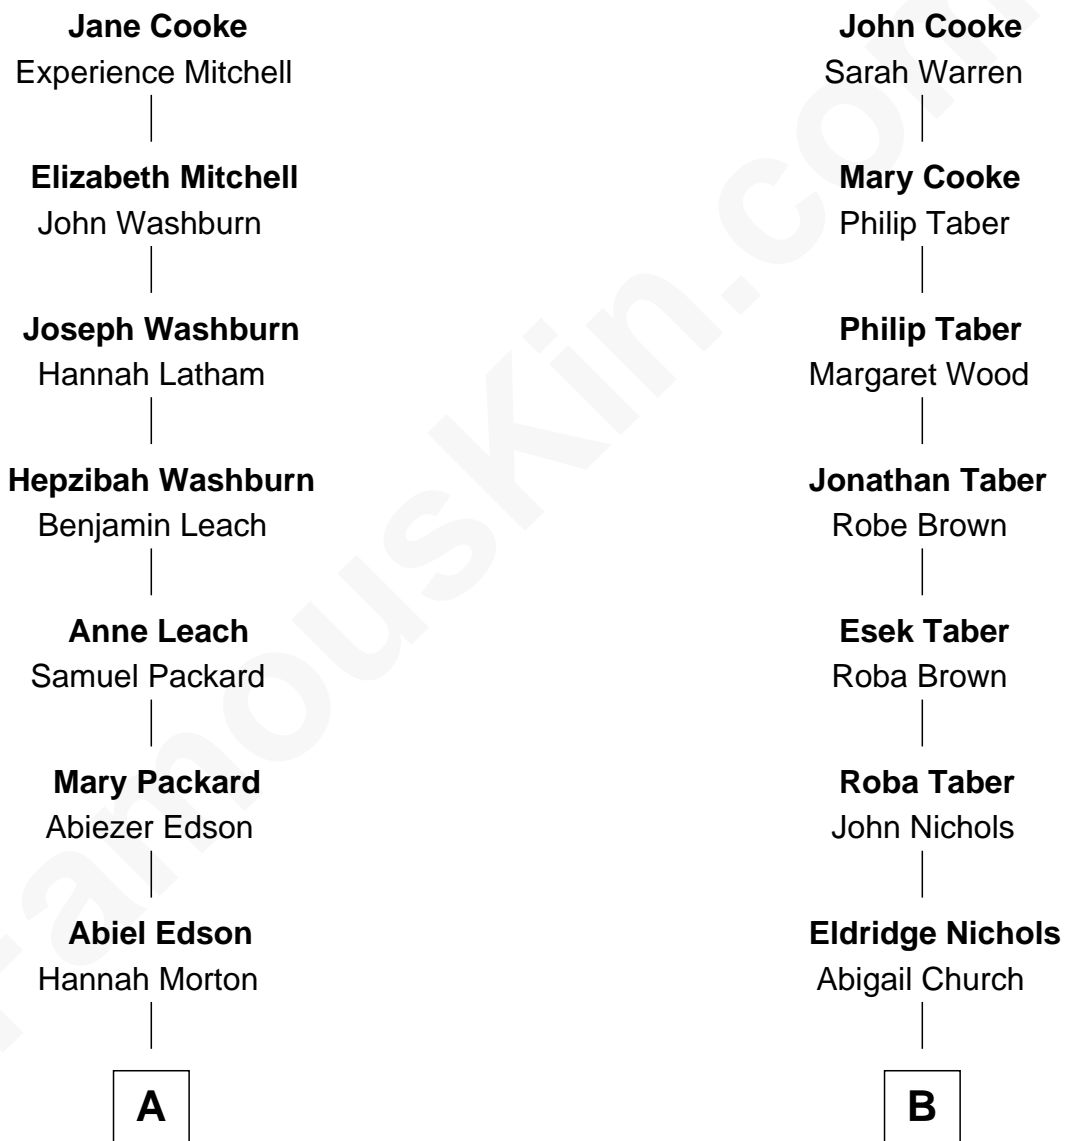 Jane Cooke
Experience Mitchell
Elizabeth Mitchell
John Washburn
Joseph Washburn
Hannah Latham
Hepzibah Washburn
Benjamin Leach
Anne Leach
Samuel Packard
Mary Packard
Abiezer Edson
Abiel Edson
Hannah Morton
A
John Cooke
Sarah Warren
Mary Cooke
Philip Taber
Philip Taber
Margaret Wood
Jonathan Taber
Robe Brown
Esek Taber
Roba Brown
Roba Taber
John Nichols
Eldridge Nichols
Abigail Church
B
FamousKin.com